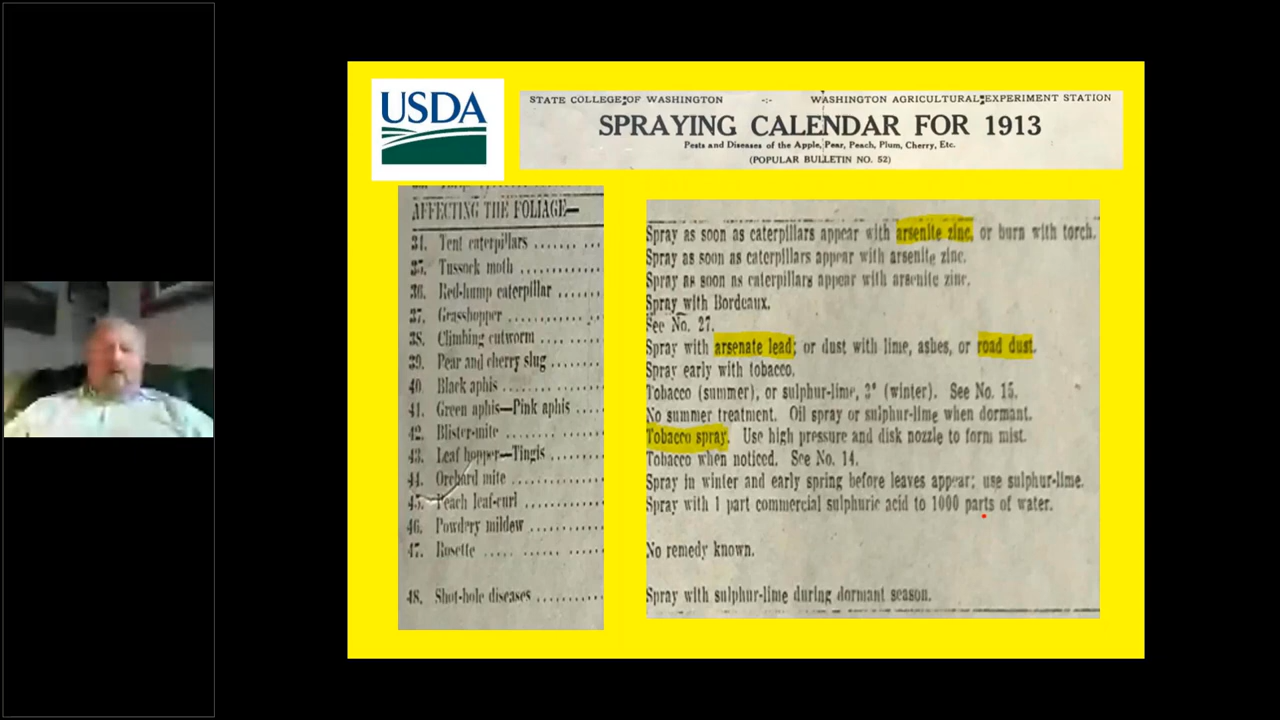 USDA
STATE COLLEGE OF WASHINGTON -:- WASHINGTON AGRICULTURAL EXPERIMENT STATION
SPRAYING CALENDAR FOR 1913
Pests and Diseases of the Apple, Pear, Peach, Plum, Cherry, Etc.
(POPULAR BULLETIN NO. 52)
AFFECTING THE FOLIAGE—
34. Tent caterpillars
35. Tussock moth
36. Red-hump caterpillar
37. Grasshopper
38. Climbing cutworm
39. Pear and cherry slug
40. Black aphis
41. Green aphis—Pink aphis
42. Blister-mite
43. Leaf hopper—Tingis
44. Orchard mite
45. Peach leaf-curl
46. Powdery mildew
47. Rosette
48. Shot-hole diseases
Spray as soon as caterpillars appear with arsenite zinc, or burn with torch.
Spray as soon as caterpillars appear with arsenite zinc.
Spray as soon as caterpillars appear with arsenite zinc.
Spray with Bordeaux.
See No. 27.
Spray with arsenate lead; or dust with lime, ashes, or road dust.
Spray early with tobacco.
Tobacco (summer), or sulphur-lime, 3° (winter). See No. 15.
No summer treatment. Oil spray or sulphur-lime when dormant.
Tobacco spray. Use high pressure and disk nozzle to form mist.
Tobacco when noticed. See No. 14.
Spray in winter and early spring before leaves appear; use sulphur-lime.
Spray with 1 part commercial sulphuric acid to 1000 parts of water.
No remedy known.
Spray with sulphur-lime during dormant season.